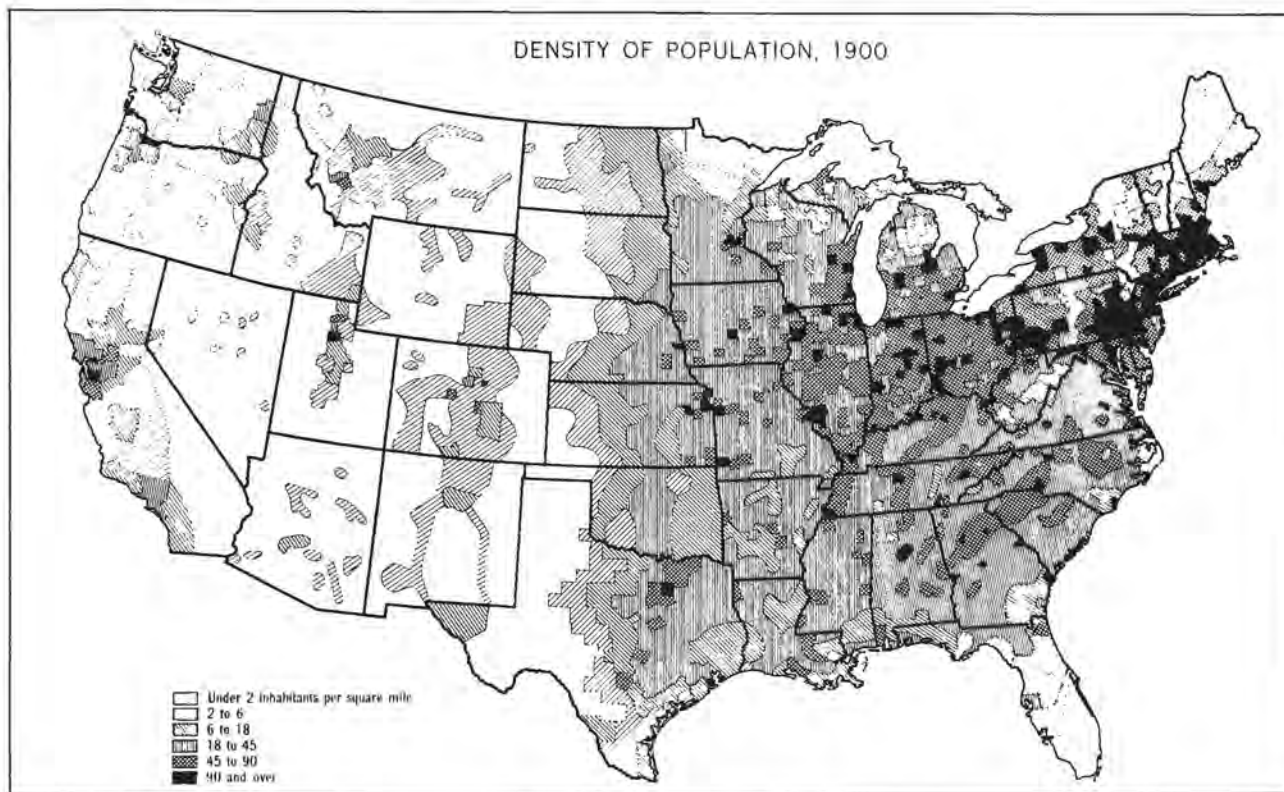 DENSITY OF POPULATION, 1900
Under 2 inhabitants per square mile
2 to 6
6 to 18
18 to 45
45 to 90
90 and over